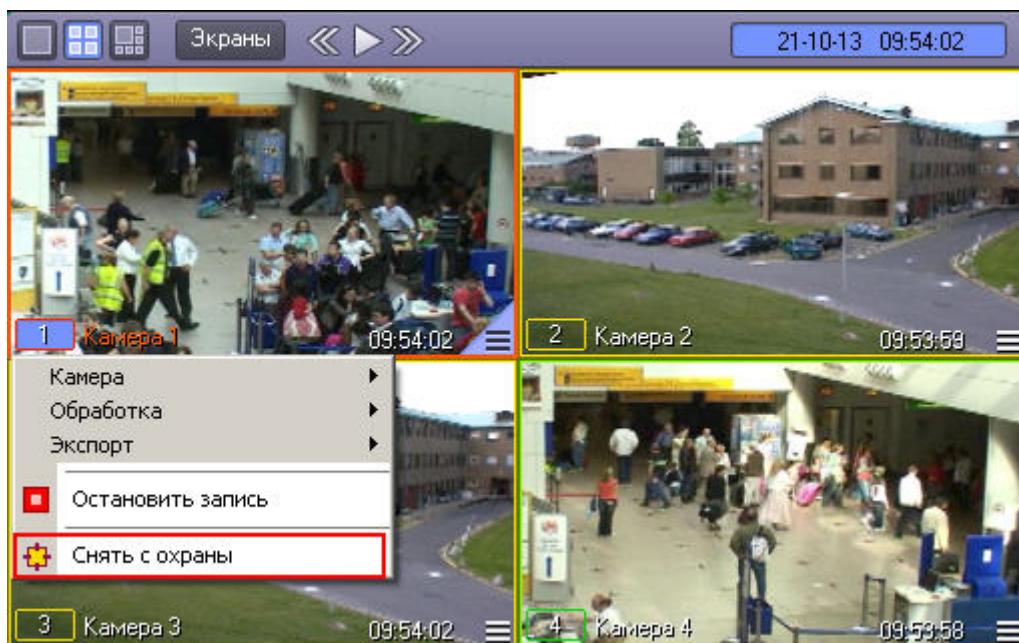 Экраны
21-10-13 09:54:02
1 Камера 1 09:54:02
2 Камера 2 09:53:59
Камера
Обработка
Экспорт
Остановить запись
Снять с охраны
3 Камера 3 09:54:02
4 Камера 4 09:53:58